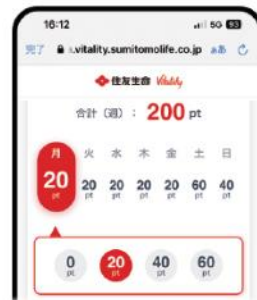 16:12 5G 63
完了 s.vitality.sumitomolife.co.jp ぁあ
住友生命 Vitality
合計（週）： 200 pt
月 火 水 木 金 土 日
20 20 20 20 20 60 40
pt pt pt pt pt pt pt
0 20 40 60
pt pt pt pt